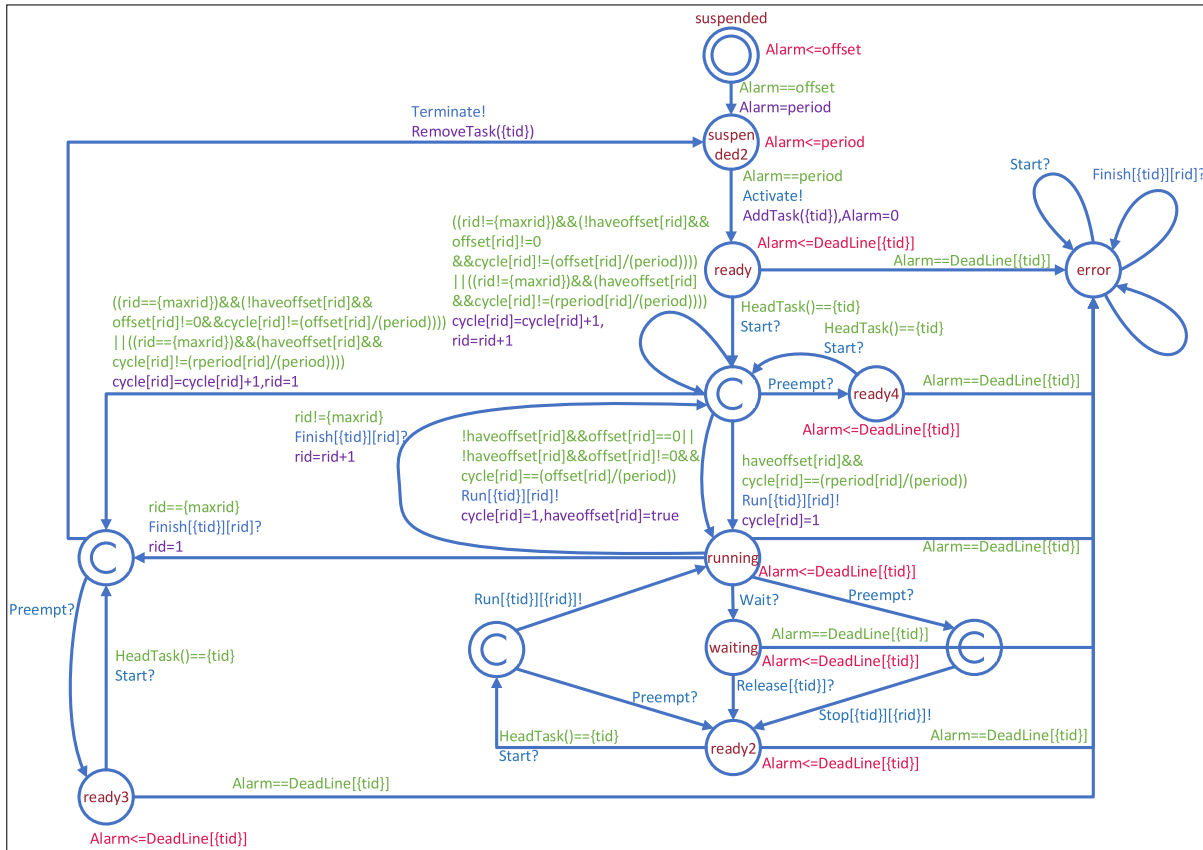 suspended
Alarm<=offset
Alarm==offset
Alarm=period
Terminate!
RemoveTask({tid})
suspen
ded2
Alarm<=period
Alarm==period
Activate!
AddTask({tid}),Alarm=0
Start?
Finish[{tid}][rid]?
((rid!={maxrid})&&(!haveoffset[rid]&&
offset[rid]!=0
&&cycle[rid]!=(offset[rid]/(period))))
||((rid!={maxrid})&&(haveoffset[rid]
&&cycle[rid]!=(rperiod[rid]/(period))))
cycle[rid]=cycle[rid]+1,
rid=rid+1
Alarm<=DeadLine[{tid}]
ready
Alarm==DeadLine[{tid}]
error
((rid=={maxrid})&&(!haveoffset[rid]&&
offset[rid]!=0&&cycle[rid]!=(offset[rid]/(period))))
||((rid=={maxrid})&&(haveoffset[rid]&&
cycle[rid]!=(rperiod[rid]/(period))))
cycle[rid]=cycle[rid]+1,rid=1
HeadTask()=={tid}
Start?
HeadTask()=={tid}
Start?
C
Preempt?
ready4
Alarm==DeadLine[{tid}]
Alarm<=DeadLine[{tid}]
rid!={maxrid}
Finish[{tid}][rid]?
rid=rid+1
!haveoffset[rid]&&offset[rid]==0||
!haveoffset[rid]&&offset[rid]!=0&&
cycle[rid]==(offset[rid]/(period))
Run[{tid}][rid]!
cycle[rid]=1,haveoffset[rid]=true
haveoffset[rid]&&
cycle[rid]==(rperiod[rid]/(period))
Run[{tid}][rid]!
cycle[rid]=1
rid=={maxrid}
Finish[{tid}][rid]?
rid=1
C
running
Alarm==DeadLine[{tid}]
Alarm<=DeadLine[{tid}]
Preempt?
Run[{tid}][{rid}]!
Wait?
Preempt?
C
waiting
Alarm==DeadLine[{tid}]
C
Alarm<=DeadLine[{tid}]
HeadTask()=={tid}
Start?
Preempt?
Release[{tid}]?
Stop[{tid}][{rid}]!
HeadTask()=={tid}
Start?
ready2
Alarm==DeadLine[{tid}]
Alarm<=DeadLine[{tid}]
ready3
Alarm==DeadLine[{tid}]
Alarm<=DeadLine[{tid}]